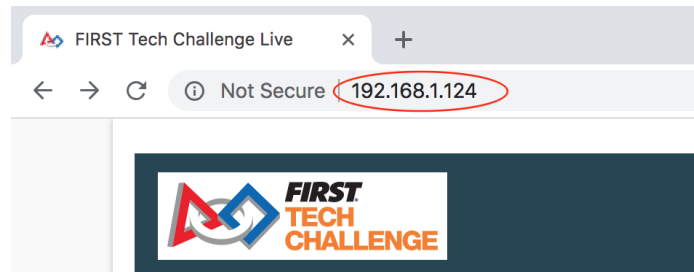 FIRST Tech Challenge Live
Not Secure 192.168.1.124
FIRST
TECH
CHALLENGE